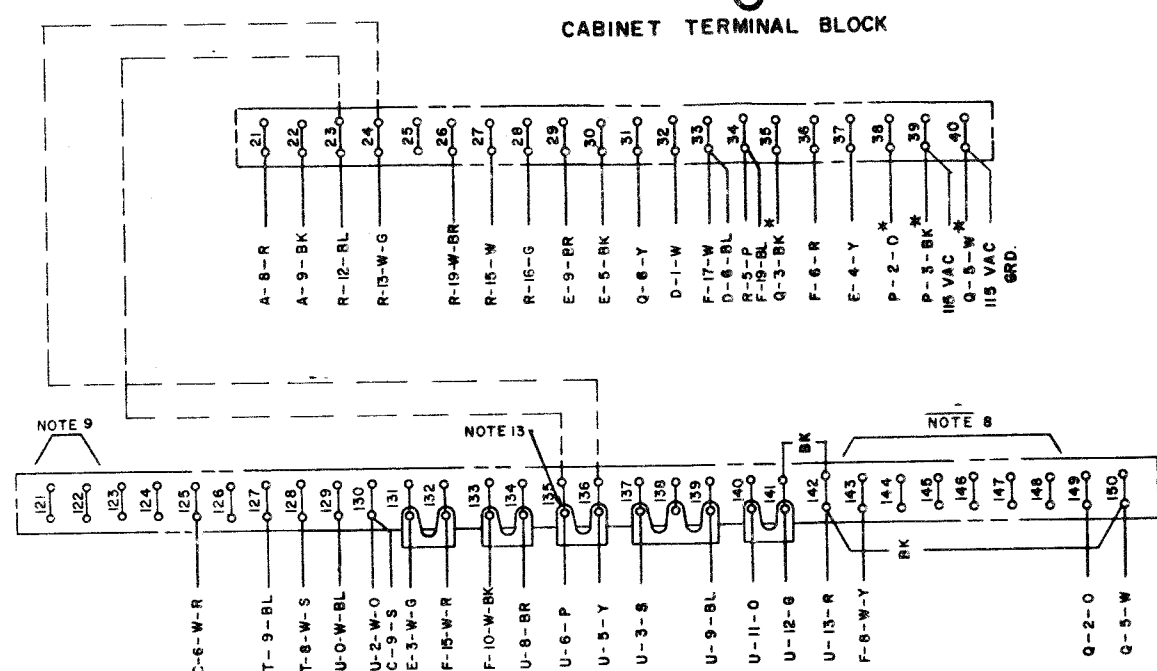 CABINET TERMINAL BLOCK
21 22 23 24 25 26 27 28 29 30 31 32 33 34 35 36 37 38 39 40
A-8-R
A-9-BK
R-12-BL
R-13-W-G
R-19-W-BR
R-15-W
R-16-G
E-9-BR
E-5-BK
Q-6-Y
D-1-W
F-17-W
D-6-BL
R-5-P
F-19-BL
Q-3-BK*
F-6-R
E-4-Y
P-2-O*
P-3-BK*
115 VAC
Q-5-W*
115 VAC
GRD.
NOTE 9
NOTE 13
BK
NOTE 8
121 122 123 124 125 126 127 128 129 130 131 132 133 134 135 136 137 138 139 140 141 142 143 144 145 146 147 148 149 150
BK
-6-W-R
T-9-BL
T-8-W-S
U-0-W-BL
U-2-W-O
C-9-S
E-3-W-G
F-15-W-R
F-10-W-BK
U-8-BR
U-6-P
U-5-Y
U-3-S
U-9-BL
U-11-O
U-12-G
U-13-R
F-8-W-Y
Q-2-O
Q-5-W